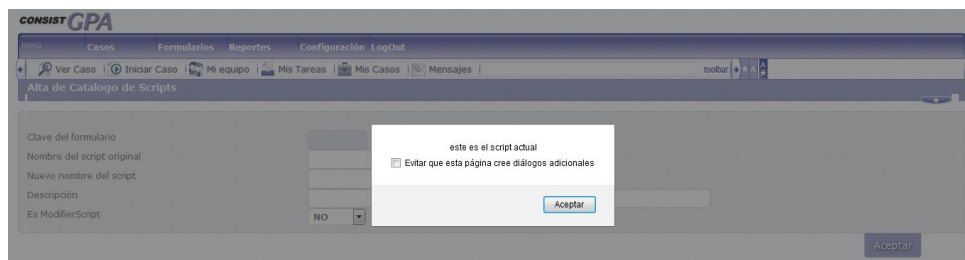 CONSIST GPA
menú Casos Formularios Reportes Configuración LogOut
Ver Caso Iniciar Caso Mi equipo Mis Tareas Mis Casos Mensajes toolbar A A
Alta de Catalogo de Scripts
Clave del formulario
Nombre del script original
Nuevo nombre del script
Descripción
Es ModifierScript NO
este es el script actual
Evitar que esta página cree diálogos adicionales
Aceptar
Aceptar